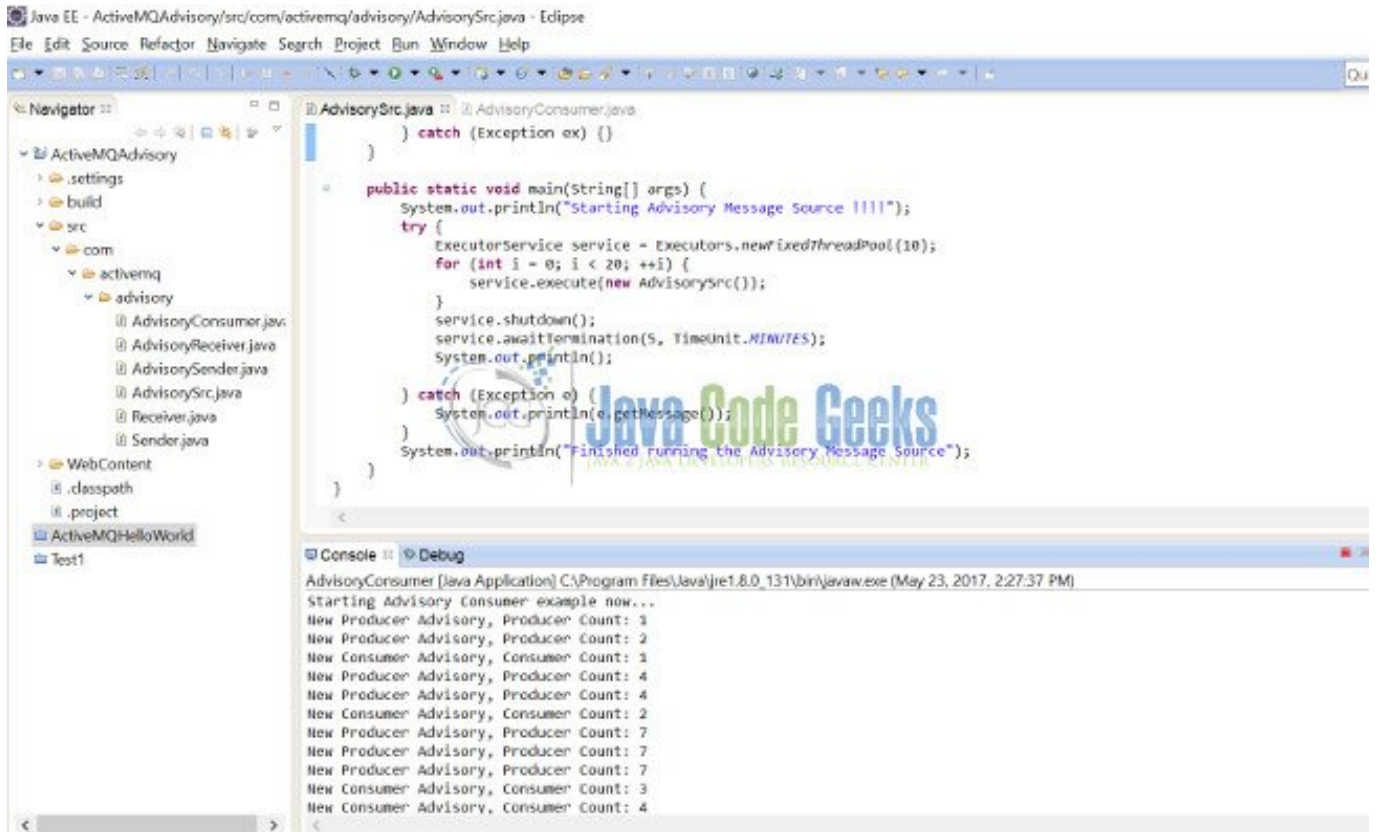 Java EE - ActiveMQAdvisory/src/com/activemq/advisory/AdvisorySrc.java - Eclipse
File Edit Source Refactor Navigate Search Project Run Window Help
Qu
Navigator
ActiveMQAdvisory
.settings
build
src
com
activemq
advisory
AdvisoryConsumer.jav
AdvisoryReceiver.java
AdvisorySender.java
AdvisorySrc.java
Receiver.java
Sender.java
WebContent
.classpath
.project
ActiveMQHelloWorld
Test1
AdvisorySrc.java AdvisoryConsumer.java
} catch (Exception ex) {}
}
public static void main(String[] args) {
System.out.println("Starting Advisory Message Source !!!!");
try {
ExecutorService service = Executors.newFixedThreadPool(10);
for (int i = 0; i < 20; ++i) {
service.execute(new AdvisorySrc());
}
service.shutdown();
service.awaitTermination(5, TimeUnit.MINUTES);
System.out.println();
} catch (Exception e) {
System.out.println(e.getMessage());
}
System.out.println("Finished running the Advisory Message Source");
}
}
JCG
Java Code Geeks
JAVA 2 JAVA DEVELOPERS RESOURCE CENTER
Console Debug
AdvisoryConsumer [Java Application] C:\Program Files\Java\jre1.8.0_131\bin\javaw.exe (May 23, 2017, 2:27:37 PM)
Starting Advisory Consumer example now...
New Producer Advisory, Producer Count: 1
New Producer Advisory, Producer Count: 2
New Consumer Advisory, Consumer Count: 1
New Producer Advisory, Producer Count: 4
New Producer Advisory, Producer Count: 4
New Consumer Advisory, Consumer Count: 2
New Producer Advisory, Producer Count: 7
New Producer Advisory, Producer Count: 7
New Producer Advisory, Producer Count: 7
New Consumer Advisory, Consumer Count: 3
New Consumer Advisory, Consumer Count: 4